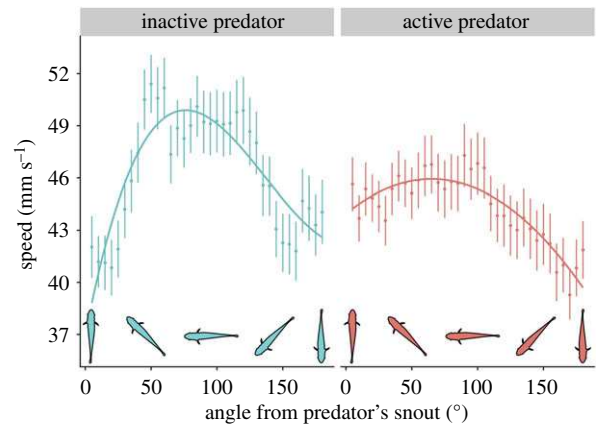 inactive predator
active predator
52
49
46
43
40
37
speed (mm s⁻¹)
0 50 100 150 0 50 100 150
angle from predator's snout (°)